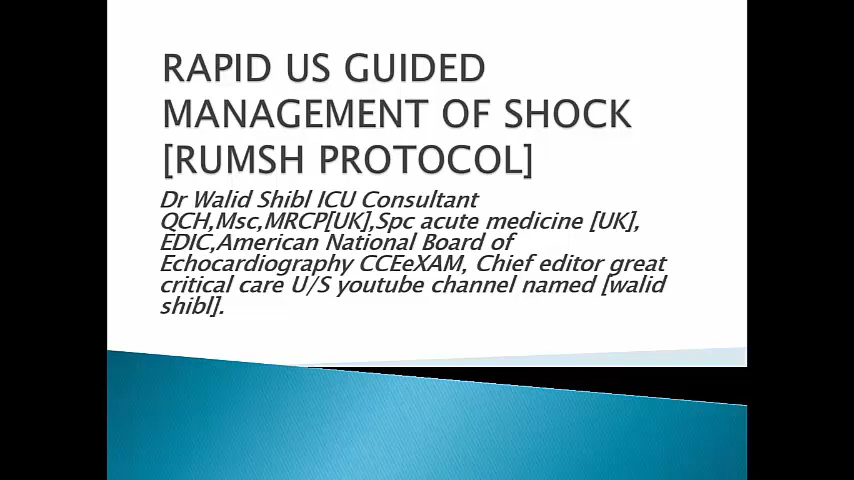 RAPID US GUIDED
MANAGEMENT OF SHOCK
[RUMSH PROTOCOL]
Dr Walid Shibl ICU Consultant
QCH,Msc,MRCP[UK],Spc acute medicine [UK],
EDIC,American National Board of
Echocardiography CCEeXAM, Chief editor great
critical care U/S youtube channel named [walid
shibl].